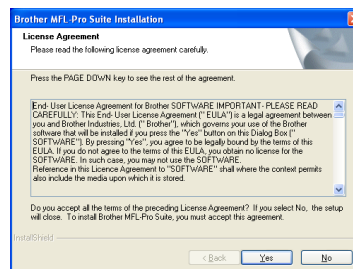 Brother MFL-Pro Suite Installation
License Agreement
Please read the following license agreement carefully.
Press the PAGE DOWN key to see the rest of the agreement.
End- User License Agreement for Brother SOFTWARE IMPORTANT- PLEASE READ
CAREFULLY: This End-User License Agreement (" EULA") is a legal agreement between
you and Brother Industries, Ltd. (" Brother"), which governs your use of the Brother
software that will be installed if you press the "Yes" button on this Dialog Box ("
SOFTWARE"). By pressing "Yes", you agree to be legally bound by the terms of this
EULA. If you do not agree to the terms of this EULA, you obtain no license for the
SOFTWARE. In such case, you may not use the SOFTWARE.
Reference in this Licence Agreement to "SOFTWARE" shall where the context permits
also include the media upon which it is stored.
Do you accept all the terms of the preceding License Agreement? If you select No, the setup
will close. To install Brother MFL-Pro Suite, you must accept this agreement.
InstallShield
< Back Yes No